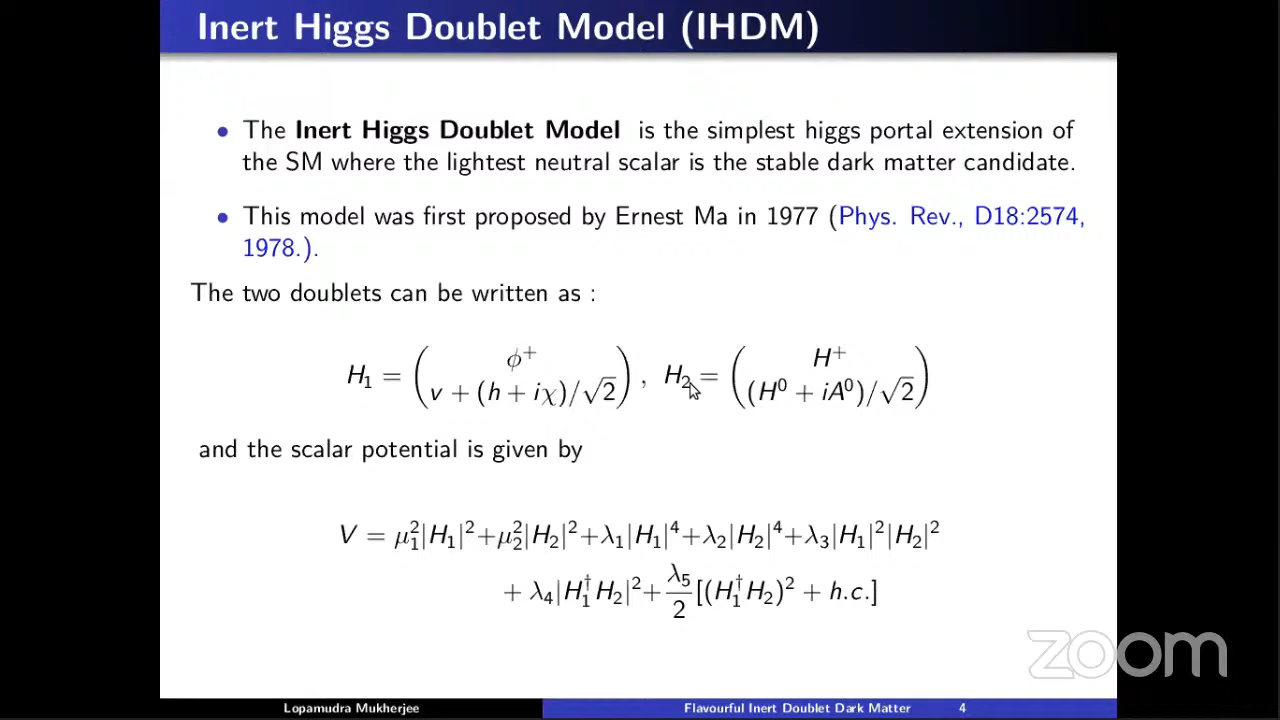 Inert Higgs Doublet Model (IHDM)
• The Inert Higgs Doublet Model is the simplest higgs portal extension of
the SM where the lightest neutral scalar is the stable dark matter candidate.
• This model was first proposed by Ernest Ma in 1977 (Phys. Rev., D18:2574,
1978.).
The two doublets can be written as :
H₁ = ( ϕ⁺ ; v + (h + iχ)/√2 ) , H₂ = ( H⁺ ; (H⁰ + iA⁰)/√2 )
and the scalar potential is given by
V = μ₁²|H₁|²+μ₂²|H₂|²+λ₁|H₁|⁴+λ₂|H₂|⁴+λ₃|H₁|²|H₂|²
+ λ₄|H₁†H₂|²+λ₅/2 [(H₁†H₂)² + h.c.]
zoom
Lopamudra Mukherjee Flavourful Inert Doublet Dark Matter 4